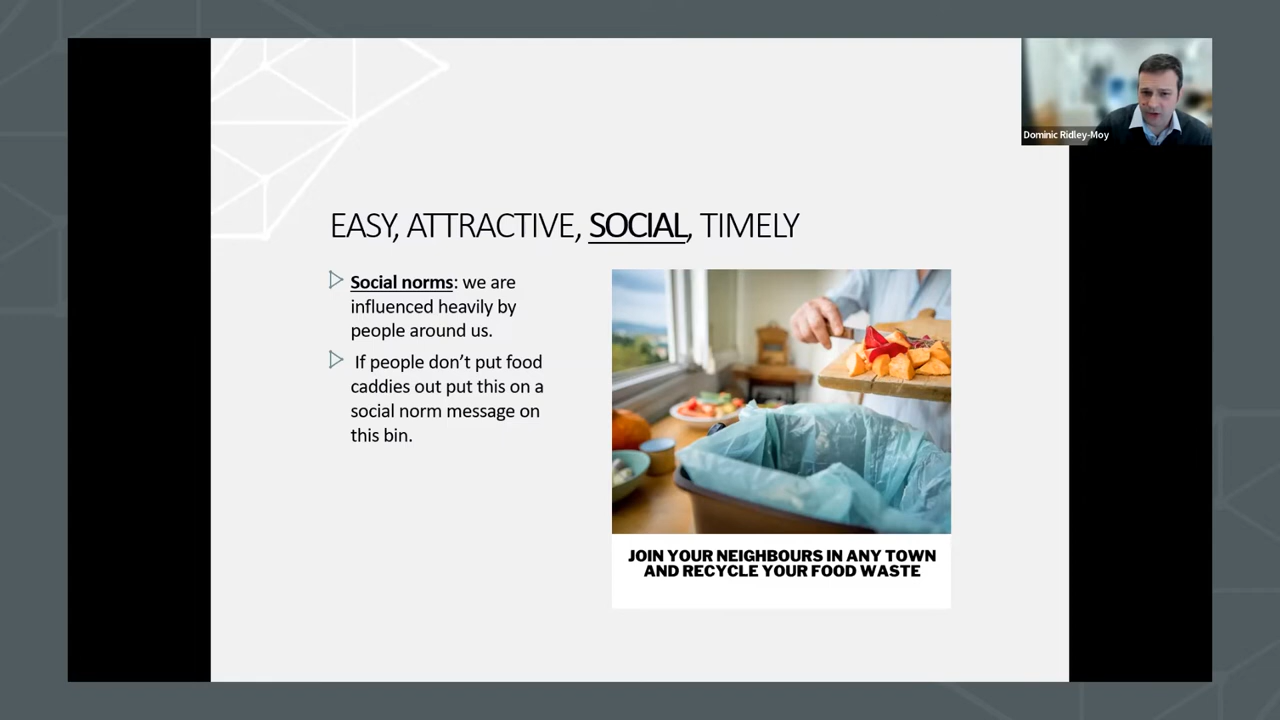 Dominic Ridley-Moy
EASY, ATTRACTIVE, SOCIAL, TIMELY
Social norms: we are
influenced heavily by
people around us.
If people don’t put food
caddies out put this on a
social norm message on
this bin.
JOIN YOUR NEIGHBOURS IN ANY TOWN
AND RECYCLE YOUR FOOD WASTE